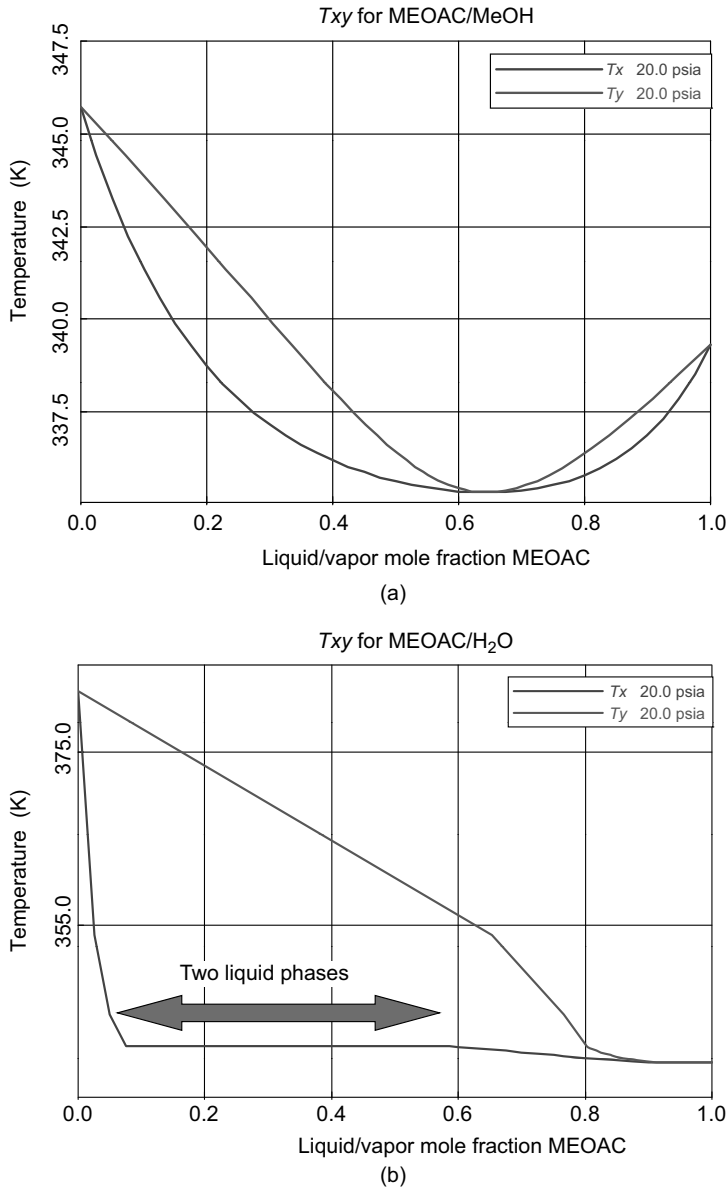 Txy for MEOAC/MeOH
Tx 20.0 psia
Ty 20.0 psia
347.5
345.0
342.5
340.0
337.5
Temperature (K)
0.0 0.2 0.4 0.6 0.8 1.0
Liquid/vapor mole fraction MEOAC
(a)
Txy for MEOAC/H₂O
Tx 20.0 psia
Ty 20.0 psia
375.0
355.0
Temperature (K)
Two liquid phases
0.0 0.2 0.4 0.6 0.8 1.0
Liquid/vapor mole fraction MEOAC
(b)